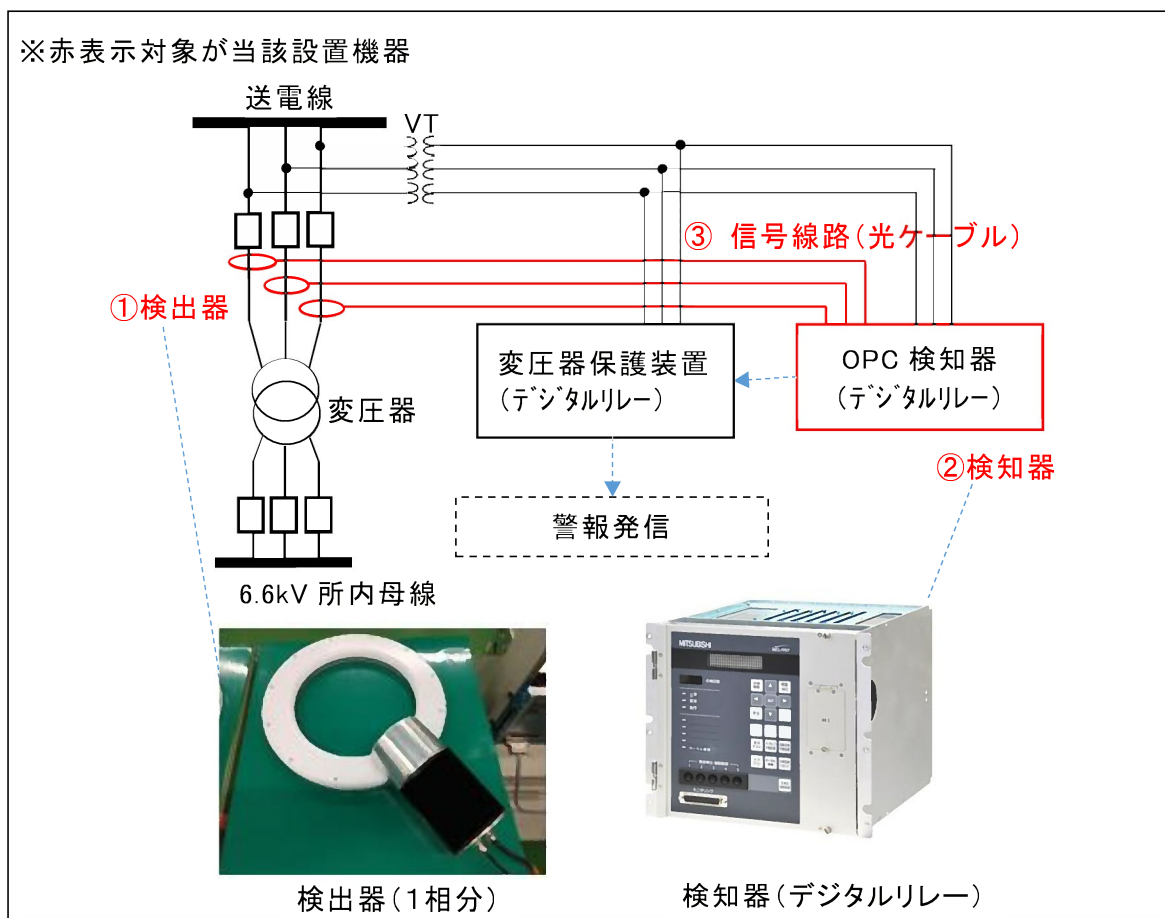 ※赤表示対象が当該設置機器
送電線
VT
③ 信号線路(光ケーブル)
①検出器
変圧器保護装置
(デジタルリレー)
OPC 検知器
(デジタルリレー)
変圧器
②検知器
警報発信
6.6kV 所内母線
MITSUBISHI
検出器(1相分)
検知器(デジタルリレー)